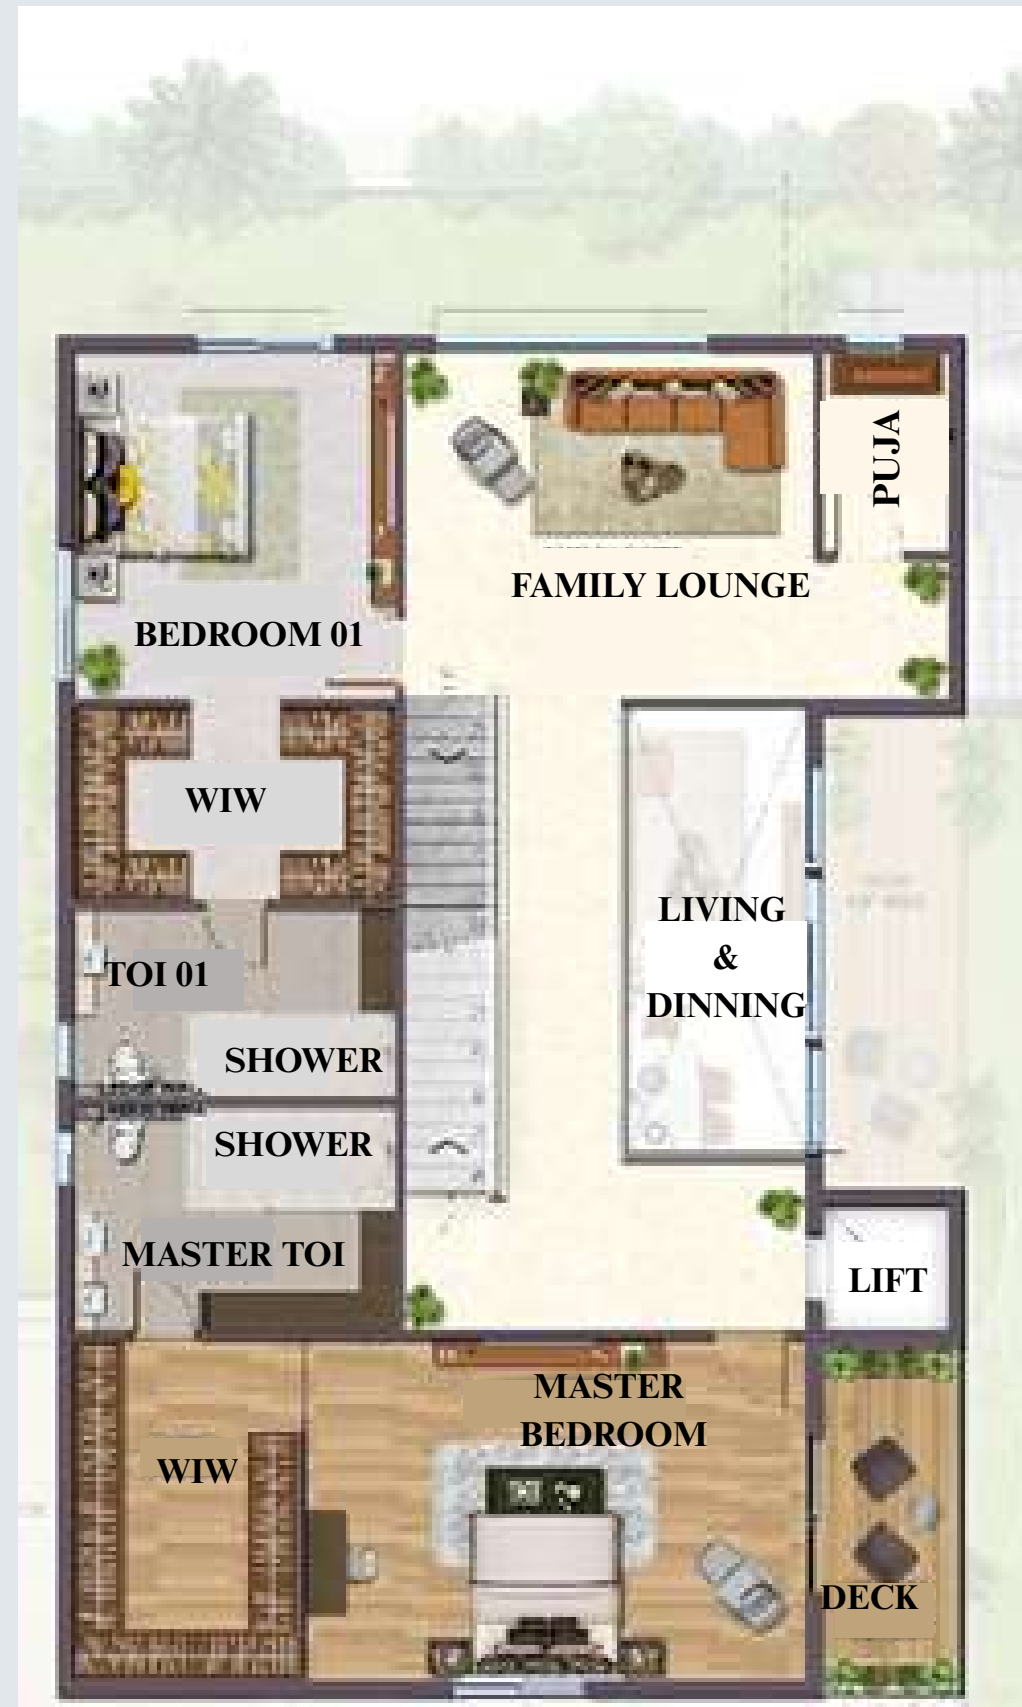 PUJA
FAMILY LOUNGE
BEDROOM 01
WIW
LIVING
&
DINNING
TOI 01
SHOWER
SHOWER
MASTER TOI
LIFT
MASTER
BEDROOM
WIW
DECK